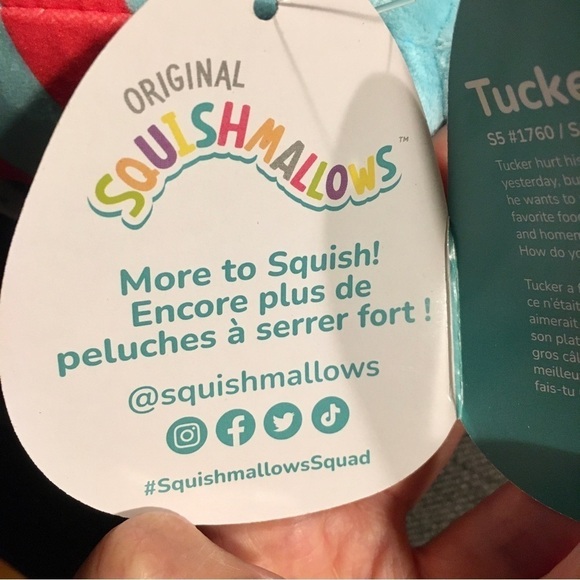 ORIGINAL
SQUISHMALLOWS™
More to Squish!
Encore plus de
peluches à serrer fort !
@squishmallows
#SquishmallowsSquad
Tucke
S5 #1760 / S
Tucker hurt hi
yesterday, bu
he wants to
favorite foo
and homem
How do yo
Tucker a
ce n'était
aimerait
son plat
gros câl
meilleu
fais-tu